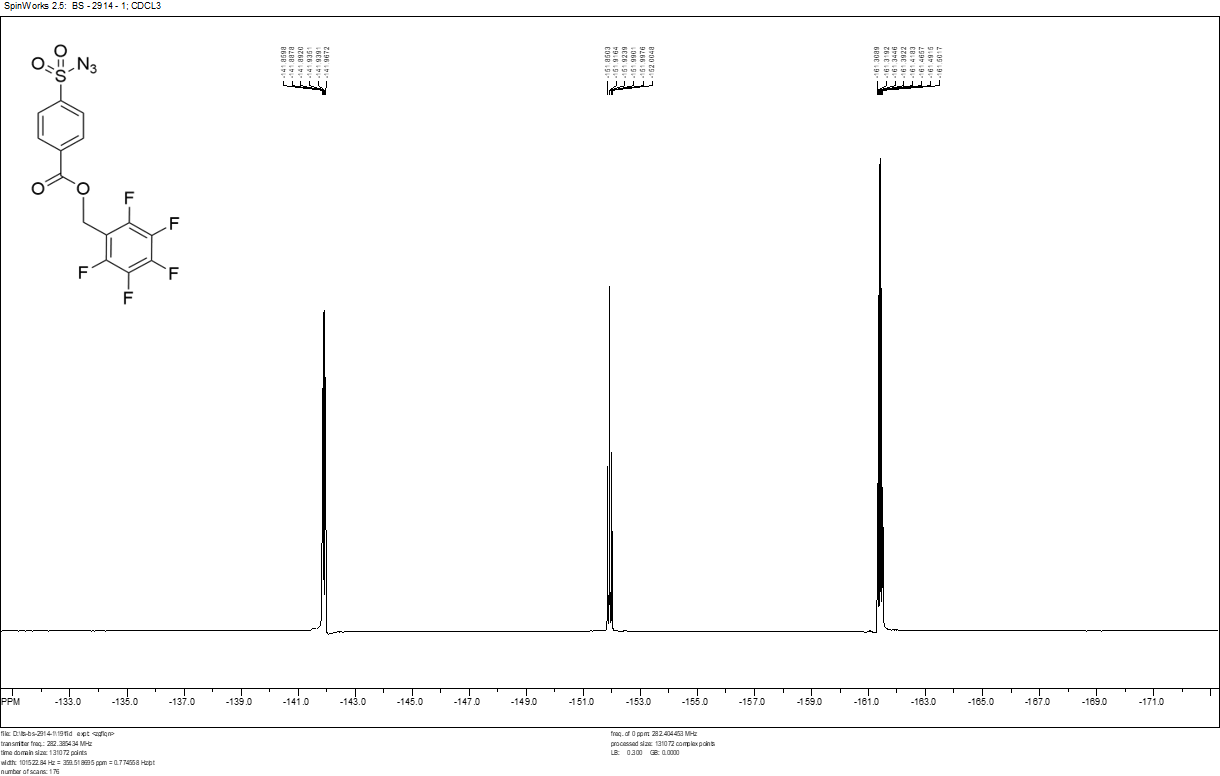 SpinWorks 2.5: BS - 2914 - 1; CDCL3
O
O
S
N3
O
O
F
F
F
F
F
-141.8598
-141.8878
-141.8920
-141.9351
-141.9391
-141.9672
-151.8503
-151.9164
-151.9239
-151.9901
-151.9976
-152.0048
-161.3089
-161.3192
-161.3446
-161.3922
-161.4183
-161.4657
-161.4915
-161.5017
PPM -133.0 -135.0 -137.0 -139.0 -141.0 -143.0 -145.0 -147.0 -149.0 -151.0 -153.0 -155.0 -157.0 -159.0 -161.0 -163.0 -165.0 -167.0 -169.0 -171.0
expt: <zgflqn>
transmitter freq.: 282.385434 MHz
time domain size: 131072 points
width: 101522.84 Hz = 359.518695 ppm = 0.774558 Hz/pt
number of scans: 176
freq. of 0 ppm: 282.404453 MHz
processed size: 131072 complex points
LB: 0.300 GB: 0.0000